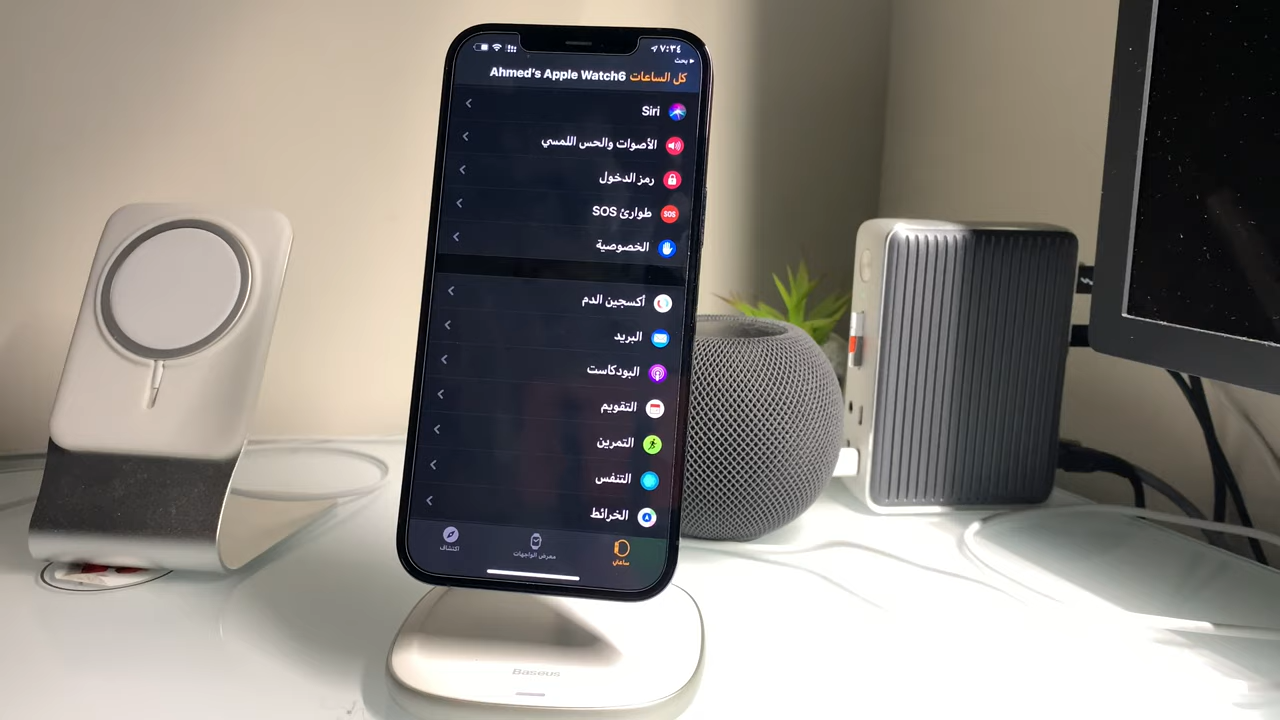 ٧:٣٤
بحث
كل الساعات Ahmed's Apple Watch6
Siri
الأصوات والحس اللمسي
رمز الدخول
SOS طوارئ SOS
الخصوصية
أكسجين الدم
البريد
البودكاست
التقويم
التمرين
التنفس
الخرائط
ساعتي
معرض الواجهات
اكتشاف
Baseus